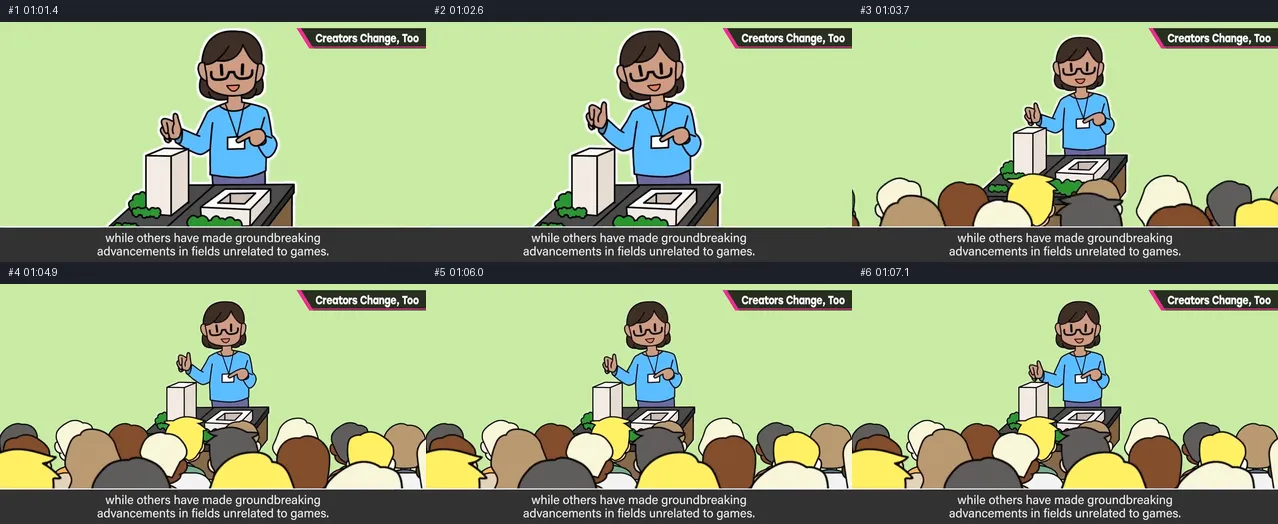 #1 01:01.4
#2 01:02.6
#3 01:03.7
Creators Change, Too
Creators Change, Too
Creators Change, Too
while others have made groundbreaking
advancements in fields unrelated to games.
while others have made groundbreaking
advancements in fields unrelated to games.
while others have made groundbreaking
advancements in fields unrelated to games.
#4 01:04.9
#5 01:06.0
#6 01:07.1
Creators Change, Too
Creators Change, Too
Creators Change, Too
while others have made groundbreaking
advancements in fields unrelated to games.
while others have made groundbreaking
advancements in fields unrelated to games.
while others have made groundbreaking
advancements in fields unrelated to games.